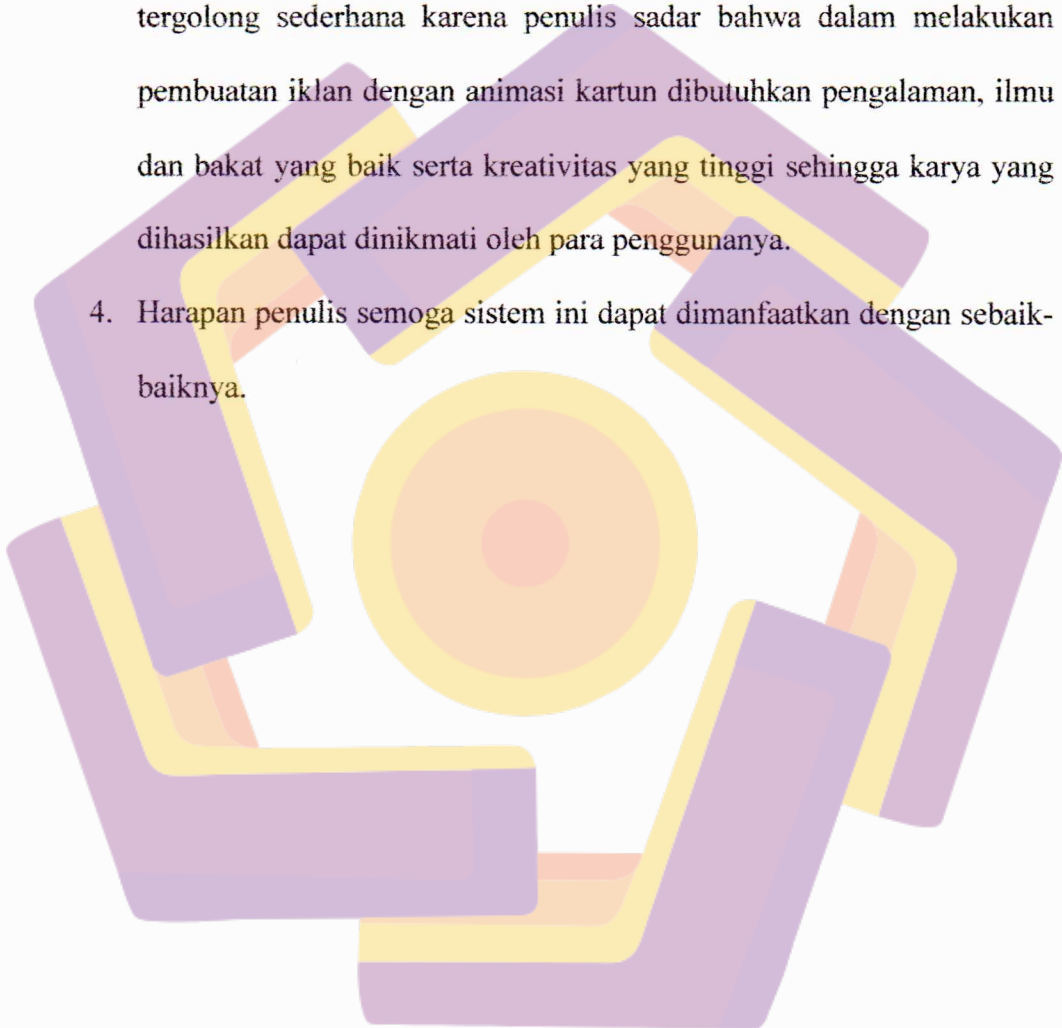 tergolong sederhana karena penulis sadar bahwa dalam melakukan
pembuatan iklan dengan animasi kartun dibutuhkan pengalaman, ilmu
dan bakat yang baik serta kreativitas yang tinggi sehingga karya yang
dihasilkan dapat dinikmati oleh para penggunanya.
4. Harapan penulis semoga sistem ini dapat dimanfaatkan dengan sebaik-
baiknya.